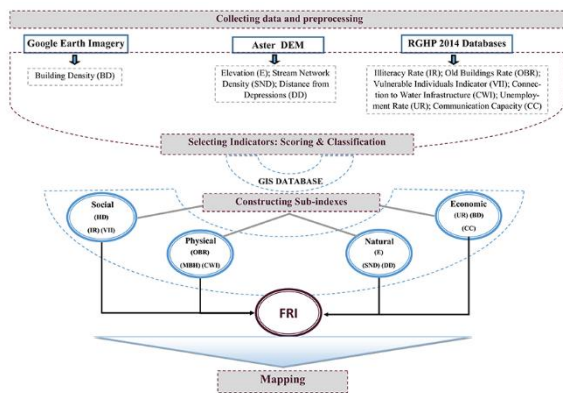 Collecting data and preprocessing
Google Earth Imagery
Aster DEM
RGHP 2014 Databases
Building Density (BD)
Elevation (E); Stream Network
Density (SND); Distance from
Depressions (DD)
Illiteracy Rate (IR); Old Buildings Rate (OBR);
Vulnerable Individuals Indicator (VII); Connec-
tion to Water Infrastructure (CWI); Unemploy-
ment Rate (UR); Communication Capacity (CC)
Selecting Indicators: Scoring & Classification
GIS DATABASE
Constructing Sub-indexes
Social
(BD)
(IR) (VII)
Economic
(UR) (BD)
(CC)
Physical
(OBR)
(MBH) (CWI)
Natural
(E)
(SND) (DD)
FRI
Mapping